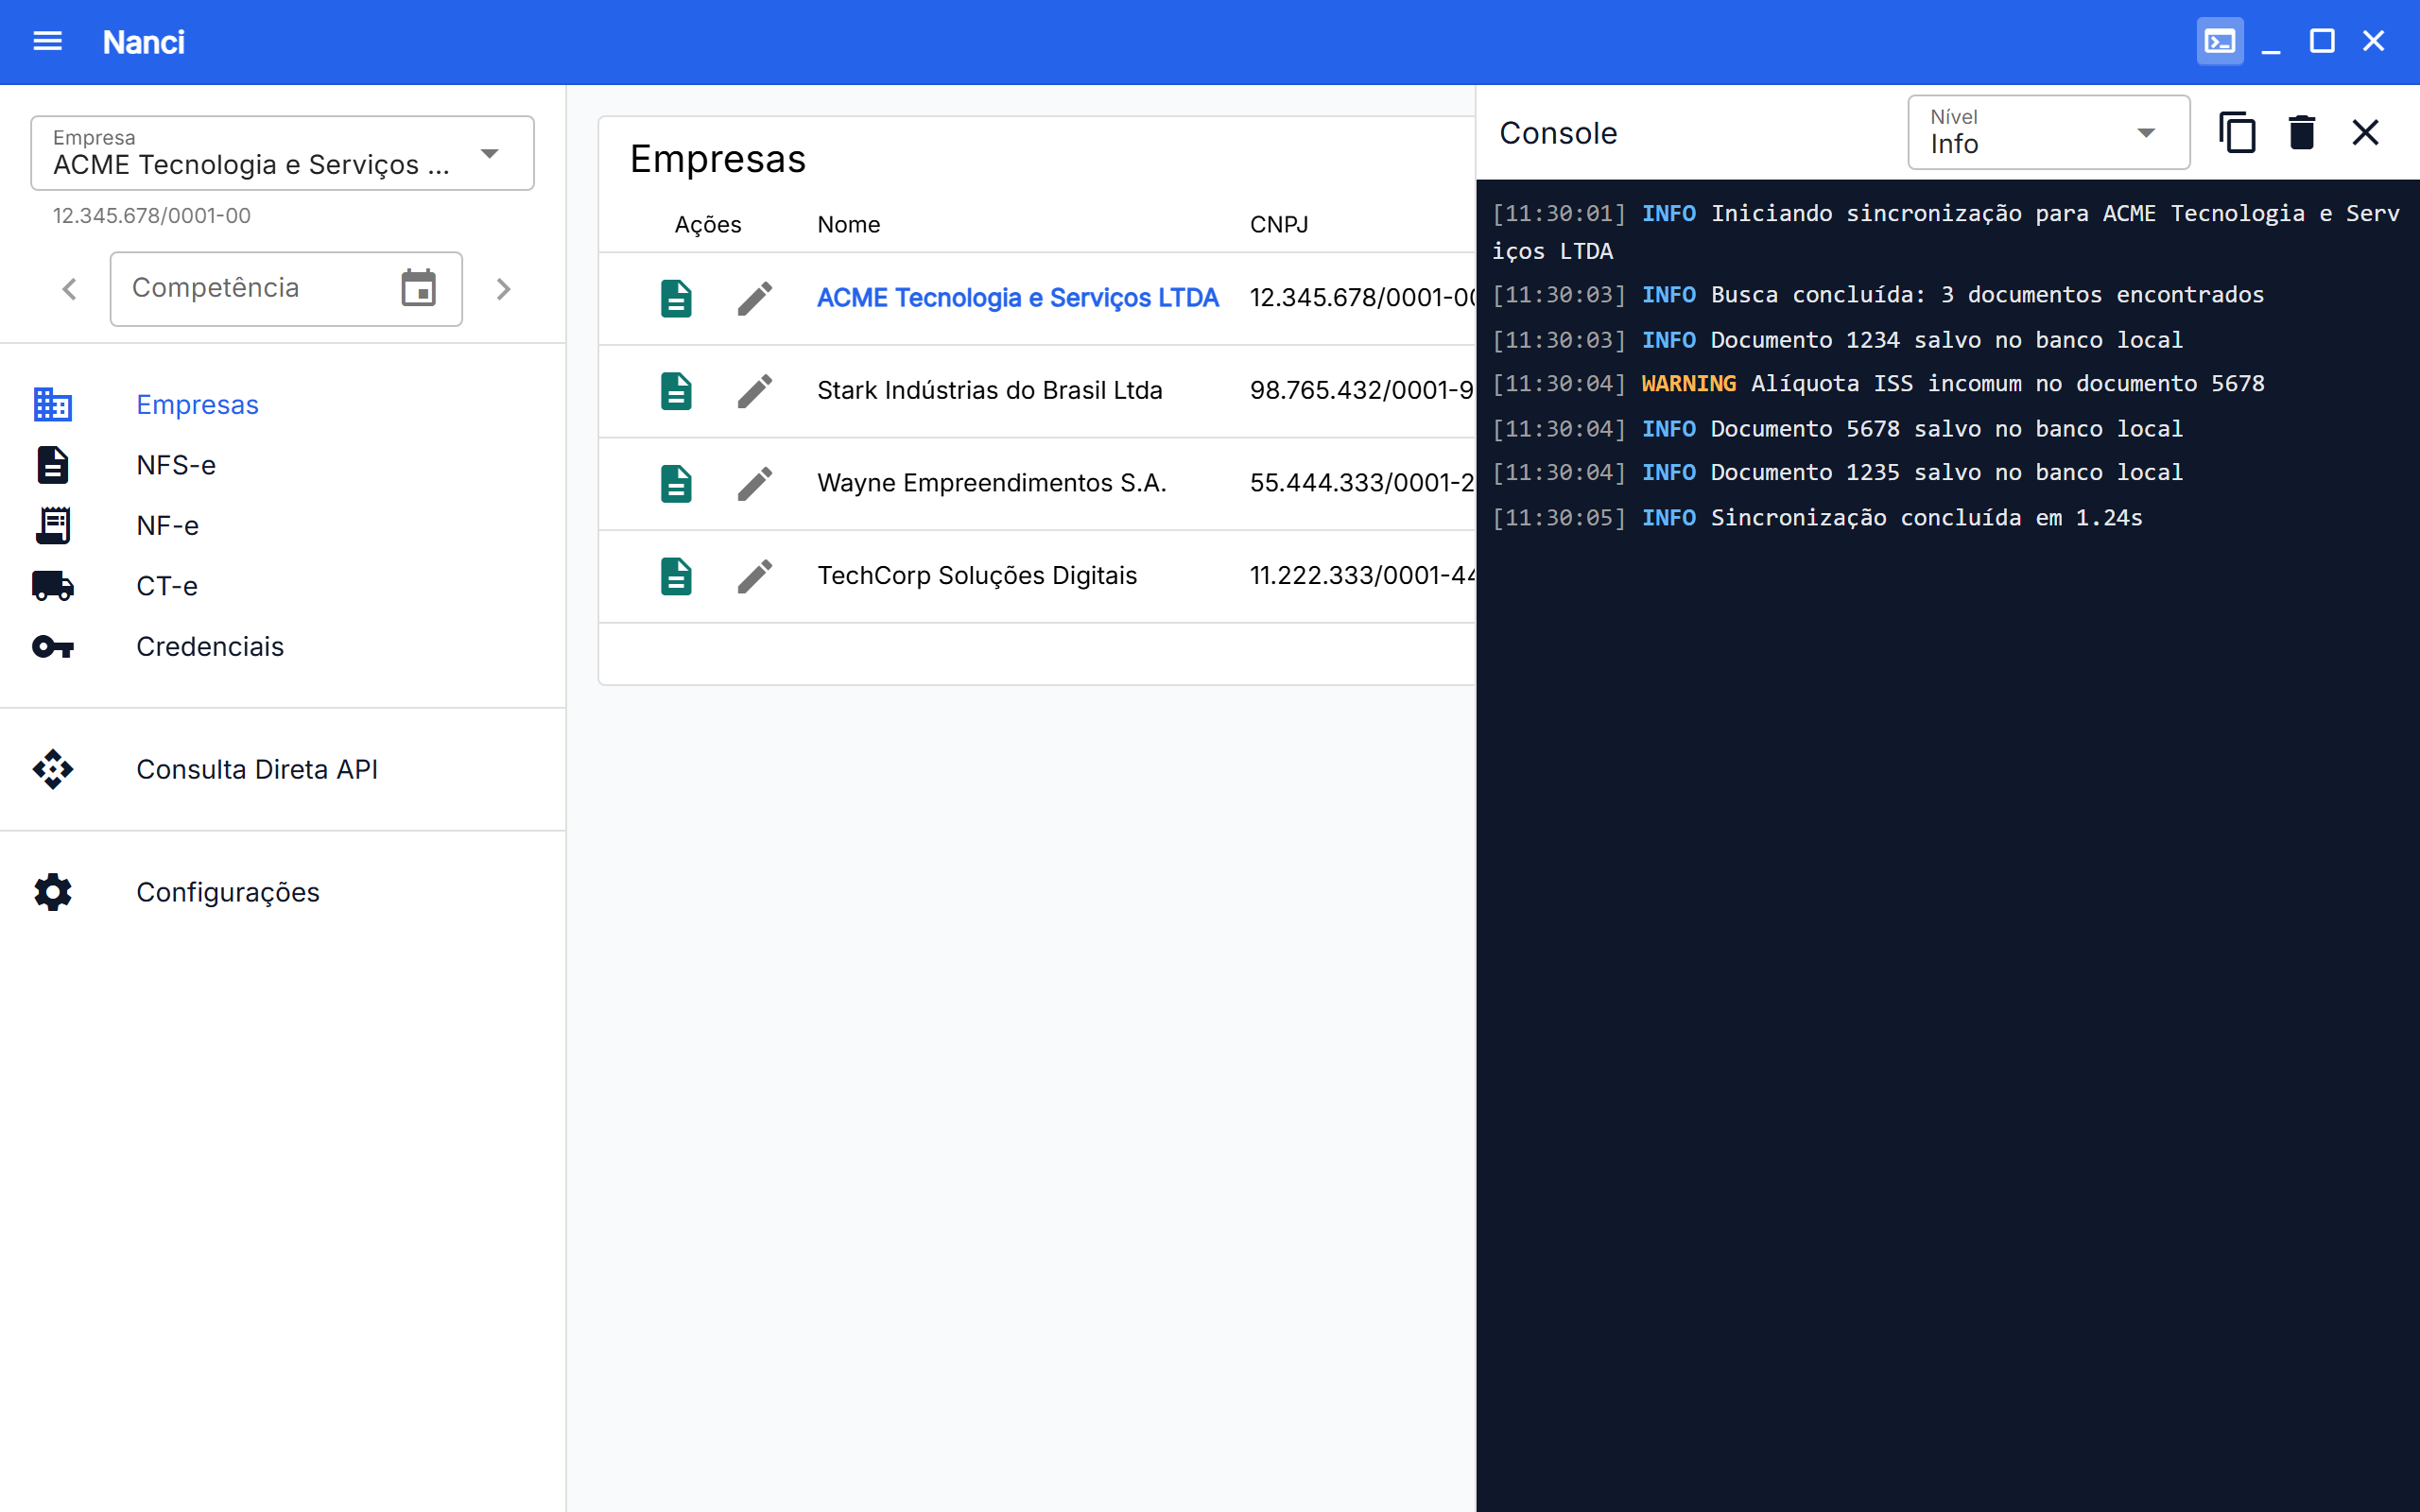 Nanci
Empresa
ACME Tecnologia e Serviços ...
12.345.678/0001-00
Competência
Empresas
NFS-e
NF-e
CT-e
Credenciais
Consulta Direta API
Configurações
Empresas
Ações Nome CNPJ
ACME Tecnologia e Serviços LTDA 12.345.678/0001-00
Stark Indústrias do Brasil Ltda 98.765.432/0001-9
Wayne Empreendimentos S.A. 55.444.333/0001-2
TechCorp Soluções Digitais 11.222.333/0001-44
Console
Nível
Info
[11:30:01] INFO Iniciando sincronização para ACME Tecnologia e Serv
iços LTDA
[11:30:03] INFO Busca concluída: 3 documentos encontrados
[11:30:03] INFO Documento 1234 salvo no banco local
[11:30:04] WARNING Alíquota ISS incomum no documento 5678
[11:30:04] INFO Documento 5678 salvo no banco local
[11:30:04] INFO Documento 1235 salvo no banco local
[11:30:05] INFO Sincronização concluída em 1.24s